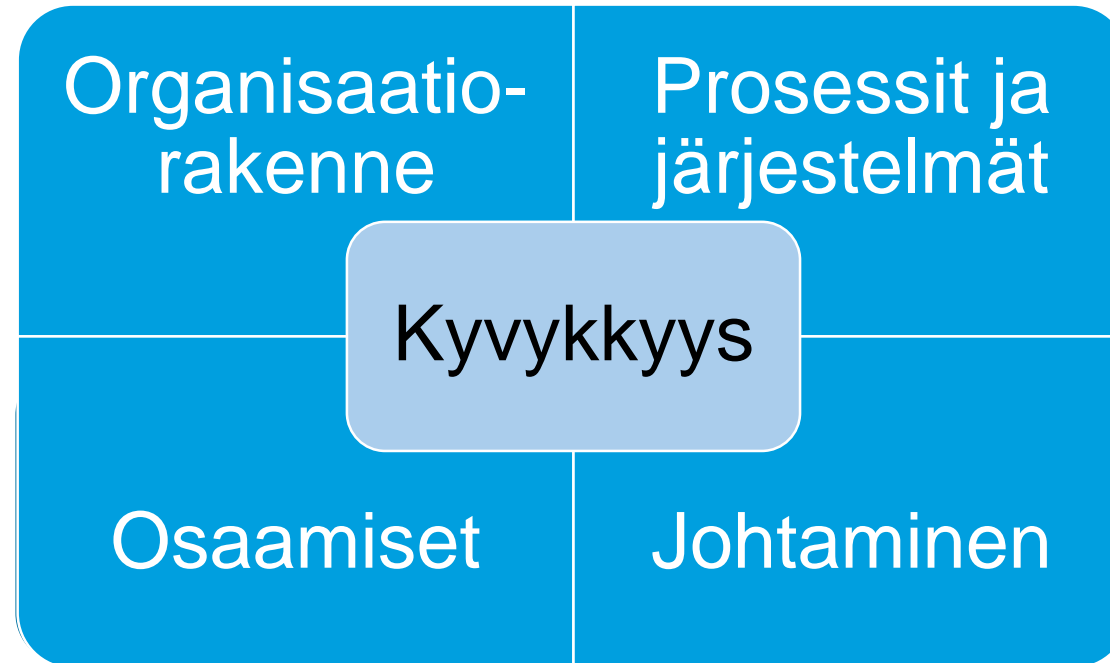 Organisaatio-
rakenne
Prosessit ja
järjestelmät
Kyvykkyys
Osaamiset
Johtaminen